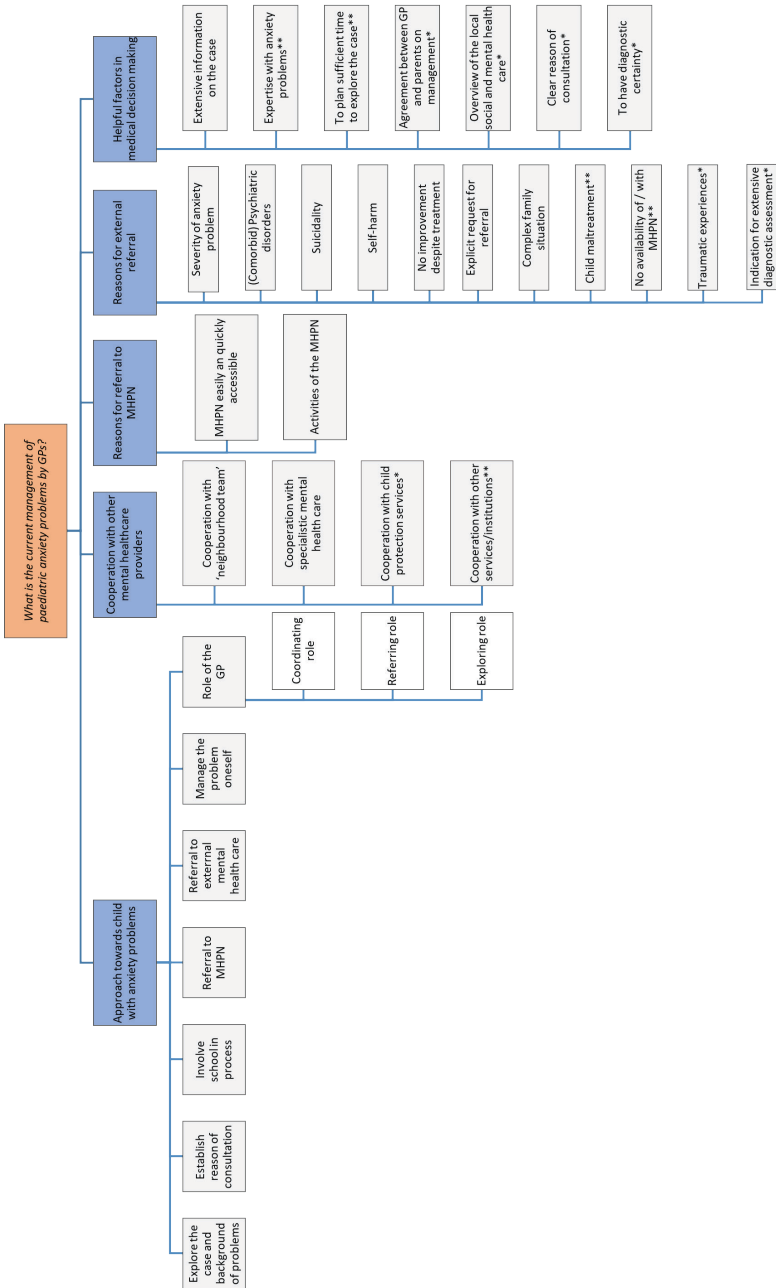 What is the current management of
paediatric anxiety problems by GPs?
Approach towards child
with anxiety problems
Explore the
case and
background
of problems
Establish
reason of
consultation
Involve
school in
process
Referral to
MHPN
Referral to
exterrnal
mental
health care
Manage the
problem
oneself
Role of the
GP
Coordinating
role
Referring role
Exploring role
Cooperation with other
mental healthcare
providers
Cooperation with
‘neighbourhood team‘
Cooperation with
specialistic mental
health care
Cooperation with child
protection services*
Cooperation with other
services/institutions**
Reasons for referral to
MHPN
MHPN easily an quickly
accessible
Activities of the MHPN
Reasons for external
referral
Severity of anxiety
problem
(Comorbid) Psychiatric
disorders
Suicidality
Self-harm
No improvement
despite treatment
Explicit request for
referral
Complex family
situation
Child maltreatment**
No availability of / with
MHPN**
Traumatic experiences*
Indication for extensive
diagnostic assessment*
Helpful factors in
medical decision making
Extensive information
on the case
Expertise with anxiety
problems**
To plan sufficient time
to explore the case**
Agreement between GP
and parents on
management*
Overview of the local
social and mental health
care*
Clear reason of
consultation*
To have diagnostic
certainty*